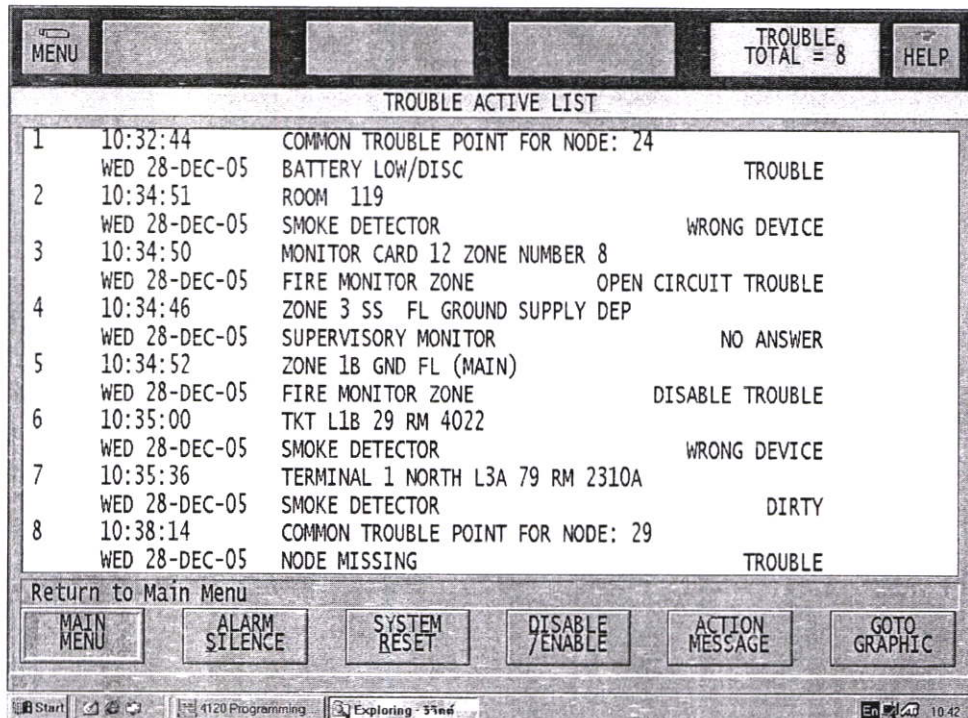 MENU
TROUBLE
TOTAL = 8
HELP
TROUBLE ACTIVE LIST
1 10:32:44 COMMON TROUBLE POINT FOR NODE: 24
WED 28-DEC-05 BATTERY LOW/DISC TROUBLE
2 10:34:51 ROOM 119
WED 28-DEC-05 SMOKE DETECTOR WRONG DEVICE
3 10:34:50 MONITOR CARD 12 ZONE NUMBER 8
WED 28-DEC-05 FIRE MONITOR ZONE OPEN CIRCUIT TROUBLE
4 10:34:46 ZONE 3 SS FL GROUND SUPPLY DEP
WED 28-DEC-05 SUPERVISORY MONITOR NO ANSWER
5 10:34:52 ZONE 1B GND FL (MAIN)
WED 28-DEC-05 FIRE MONITOR ZONE DISABLE TROUBLE
6 10:35:00 TKT L1B 29 RM 4022
WED 28-DEC-05 SMOKE DETECTOR WRONG DEVICE
7 10:35:36 TERMINAL 1 NORTH L3A 79 RM 2310A
WED 28-DEC-05 SMOKE DETECTOR DIRTY
8 10:38:14 COMMON TROUBLE POINT FOR NODE: 29
WED 28-DEC-05 NODE MISSING TROUBLE
Return to Main Menu
MAIN MENU
ALARM SILENCE
SYSTEM RESET
DISABLE /ENABLE
ACTION MESSAGE
GOTO GRAPHIC
Start 4120 Programming Exploring - En 10:42